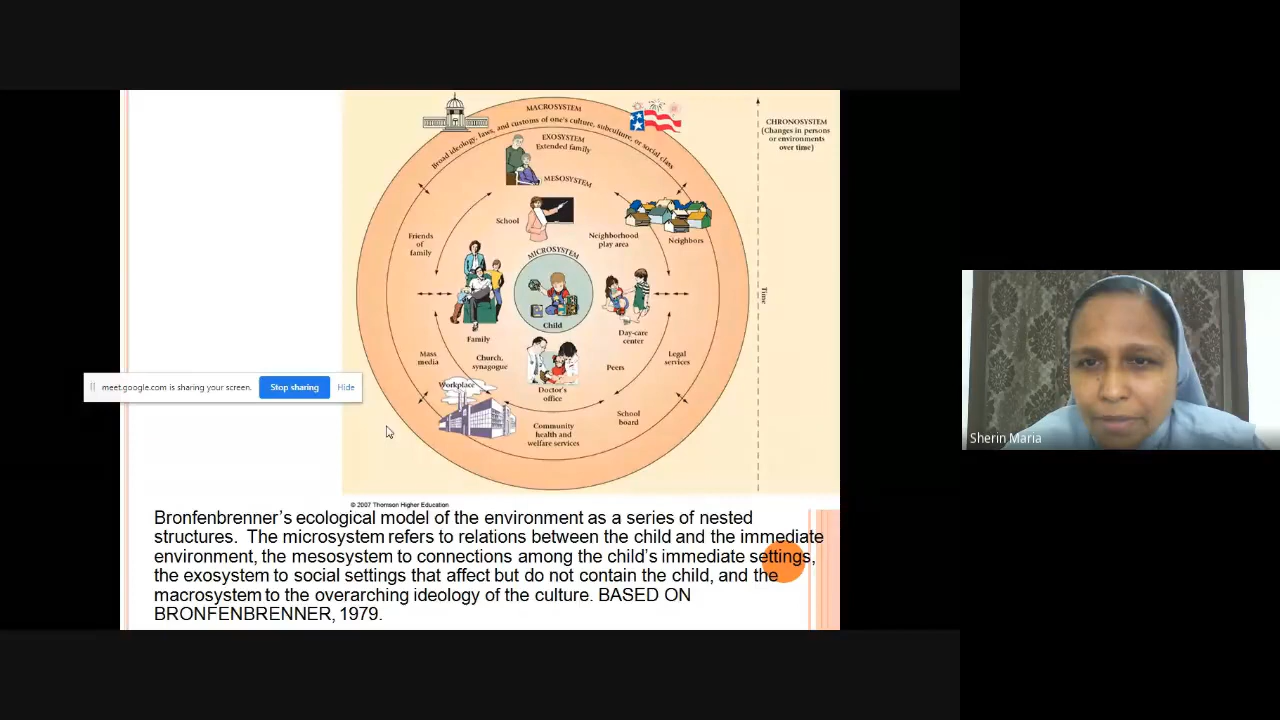 MACROSYSTEM
Broad ideology, laws, and customs of one's culture, subculture, or social class
EXOSYSTEM
Extended family
MESOSYSTEM
School
Friends
of
family
Neighborhood
play area
Neighbors
MICROSYSTEM
Child
Family
Day-care
center
Mass
media
Church,
synagogue
Doctor's
office
Peers
Legal
services
Workplace
School
board
Community
health and
welfare services
CHRONOSYSTEM
(Changes in persons
or environments
over time)
Time
meet.google.com is sharing your screen.
Stop sharing
Hide
Sherin Maria
© 2007 Thomson Higher Education
Bronfenbrenner's ecological model of the environment as a series of nested
structures. The microsystem refers to relations between the child and the immediate
environment, the mesosystem to connections among the child's immediate settings,
the exosystem to social settings that affect but do not contain the child, and the
macrosystem to the overarching ideology of the culture. BASED ON
BRONFENBRENNER, 1979.